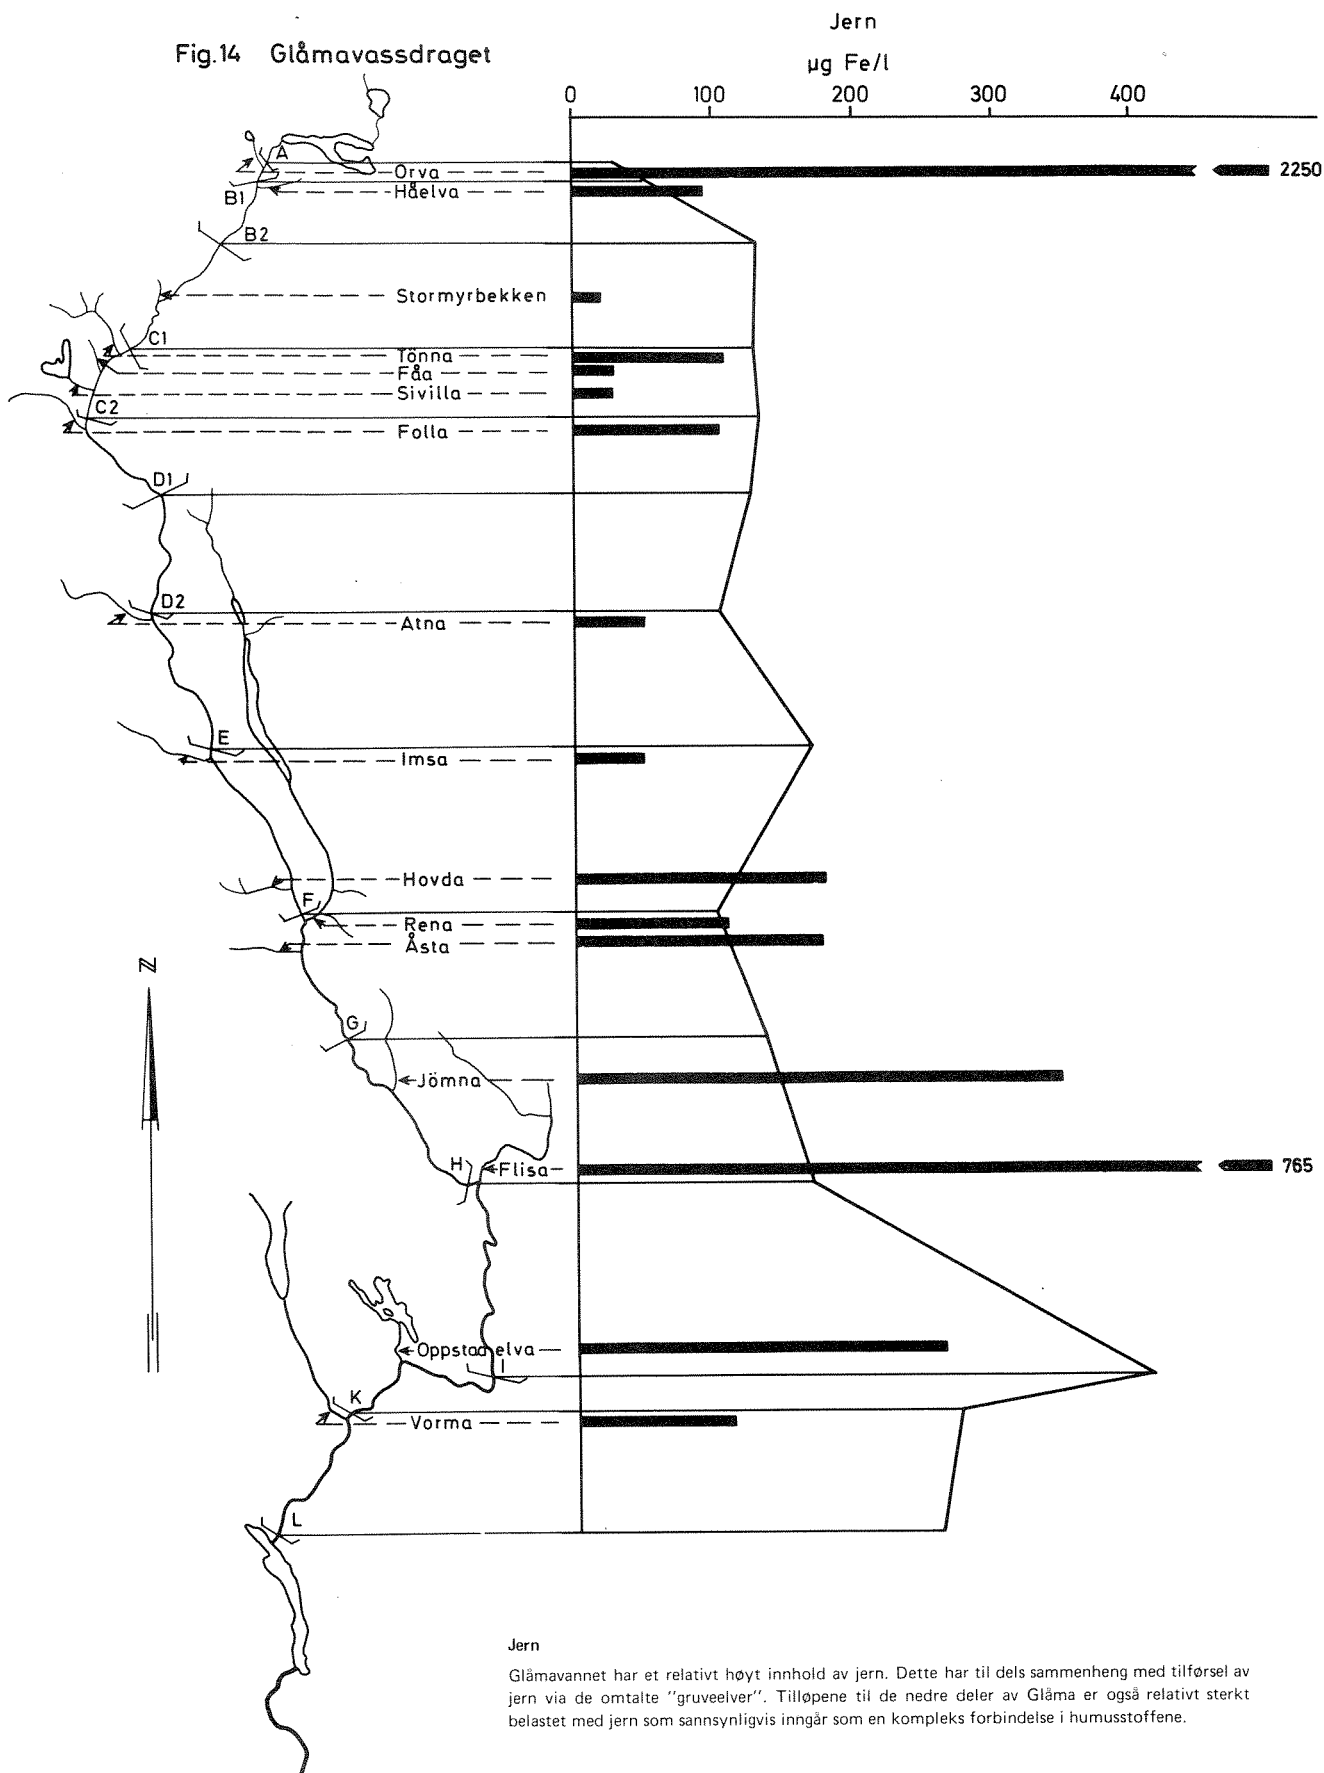 Jern
Fig.14 Glåmavassdraget
µg Fe/l
0 100 200 300 400
A
Orva
2250
B1
Håelva
B2
Stormyrbekken
C1
Tönna
Fåa
Sivilla
C2
Folla
D1
D2
Atna
E
Imsa
Hovda
F
Rena
Åsta
N
G
Jömna
H
Flisa
765
Oppstadelva
I
K
Vorma
L
Jern
Glåmavannet har et relativt høyt innhold av jern. Dette har til dels sammenheng med tilførsel av
jern via de omtalte "gruveelver". Tilløpene til de nedre deler av Glåma er også relativt sterkt
belastet med jern som sannsynligvis inngår som en kompleks forbindelse i humusstoffene.